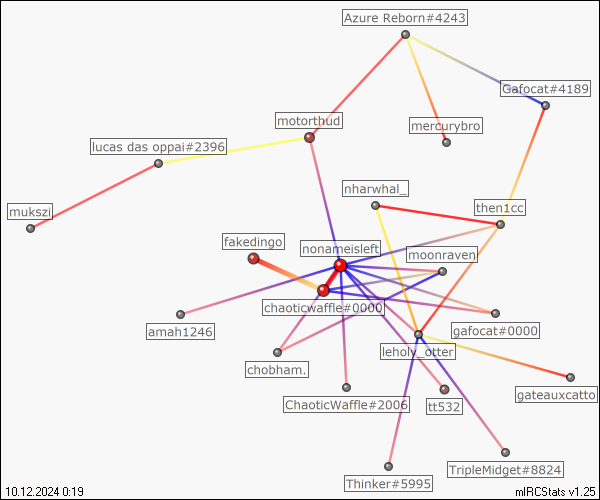 Azure Reborn#4243
Gafocat#4189
motorthud
mercurybro
lucas das oppai#2396
nharwhal_
mukszi
then1cc
fakedingo
nonameisleft
moonraven
chaoticwaffle#0000
amah1246
gafocat#0000
leholy_otter
chobham.
gateauxcatto
ChaoticWaffle#2006
tt532
TripleMidget#8824
Thinker#5995
10.12.2024 0:19
mIRCStats v1.25